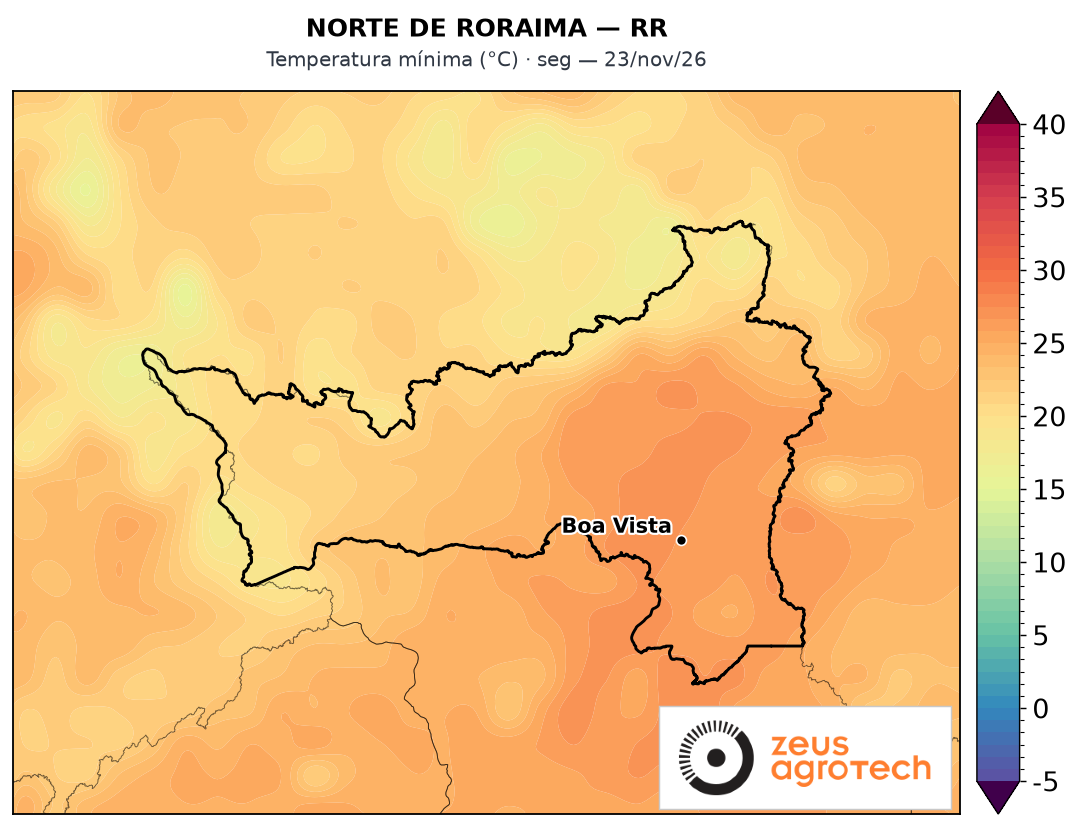 NORTE DE RORAIMA — RR
Temperatura mínima (°C) · seg — 23/nov/26
40
35
30
25
20
15
10
5
0
-5
Boa Vista
zeus
agrotech